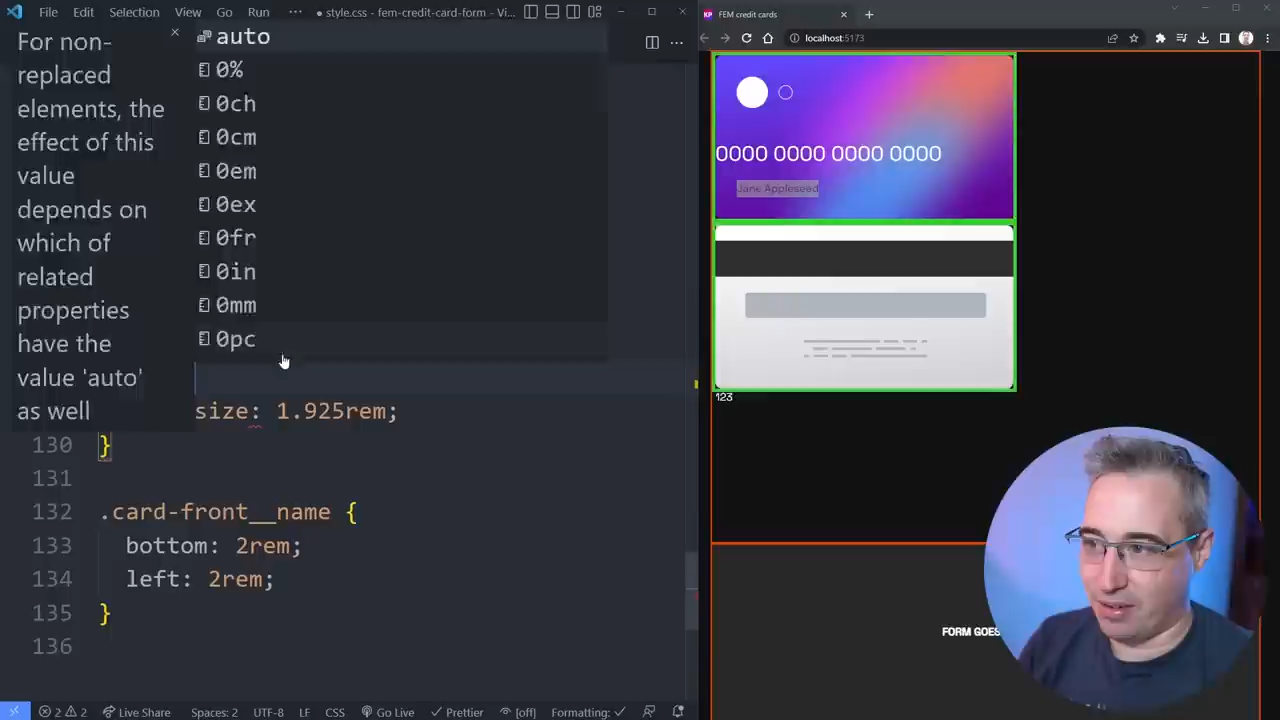 File Edit Selection View Go Run ··· ● style.css - fem-credit-card-form - Vi...
For non-
replaced
elements, the
effect of this
value
depends on
which of
related
properties
have the
value 'auto'
as well
auto
0%
0ch
0cm
0em
0ex
0fr
0in
0mm
0pc
size: 1.925rem;
130 }
131
132 .card-front__name {
133 bottom: 2rem;
134 left: 2rem;
135 }
136
2 2 Live Share Spaces: 2 UTF-8 LF CSS Go Live Prettier [off] Formatting: ✓
KP FEM credit cards
localhost:5173
0000 0000 0000 0000
Jane Appleseed
123
FORM GOES